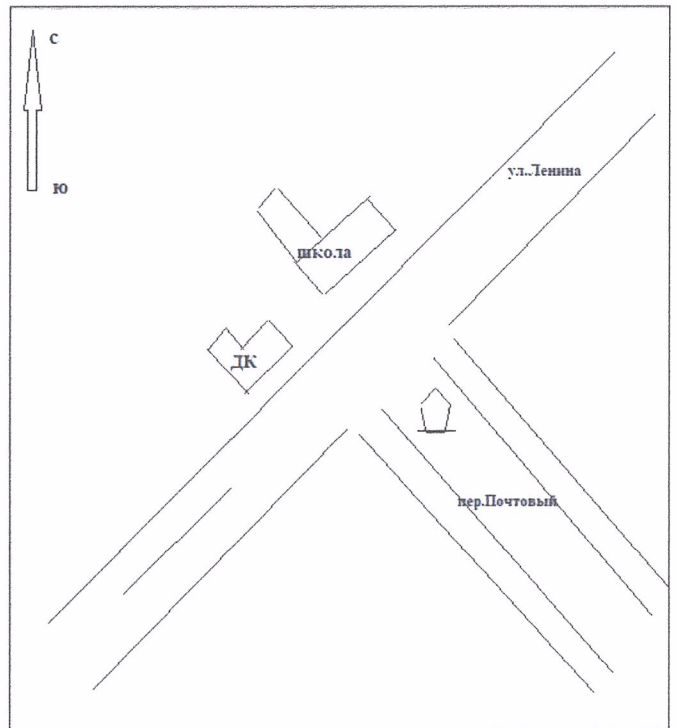 С
Ю
ул..Ленина
школа
ДК
пер.Почтовый